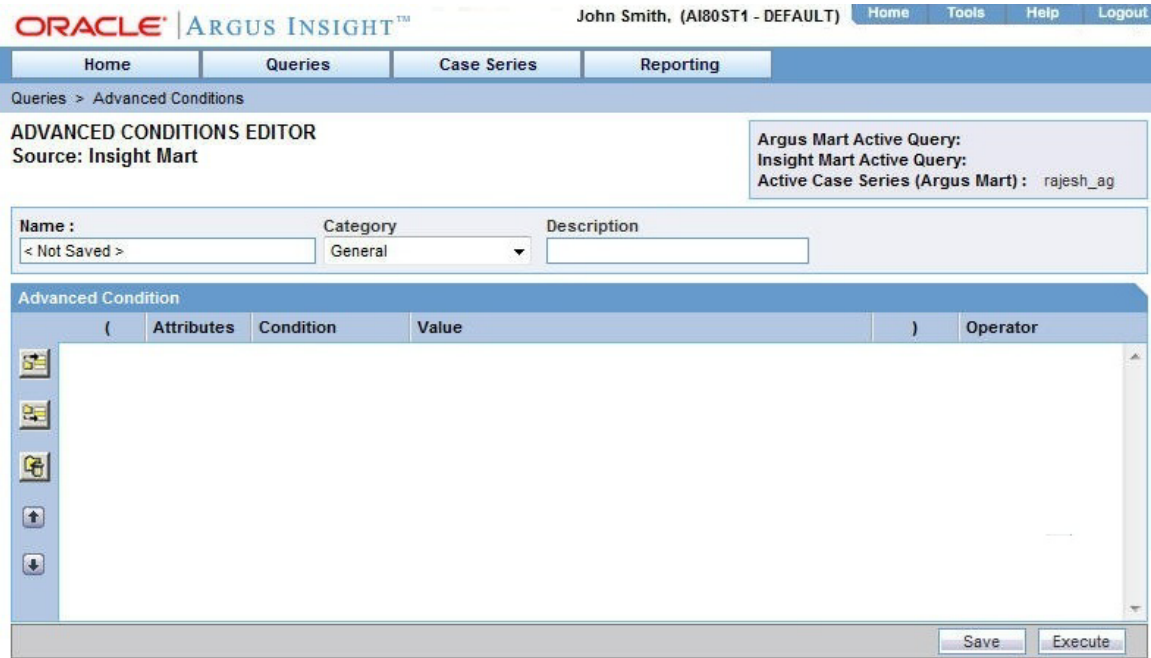 ORACLE® | ARGUS INSIGHT™
John Smith, (AI80ST1 - DEFAULT) Home Tools Help Logout
Home Queries Case Series Reporting
Queries > Advanced Conditions
ADVANCED CONDITIONS EDITOR
Source: Insight Mart
Argus Mart Active Query:
Insight Mart Active Query:
Active Case Series (Argus Mart) : rajesh_ag
Name : Category Description
< Not Saved > General
Advanced Condition
( Attributes Condition Value ) Operator
Save Execute